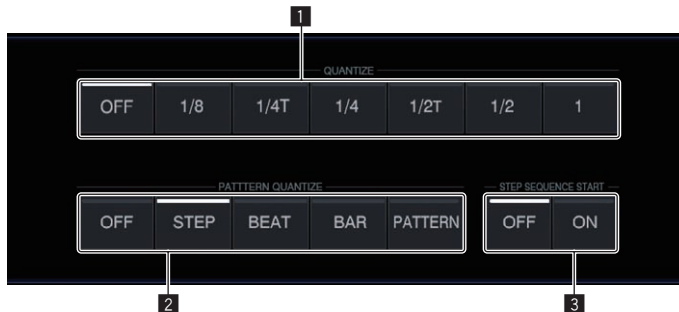 1
QUANTIZE
OFF 1/8 1/4T 1/4 1/2T 1/2 1
PATTTERN QUANTIZE STEP SEQUENCE START
OFF STEP BEAT BAR PATTERN OFF ON
2 3